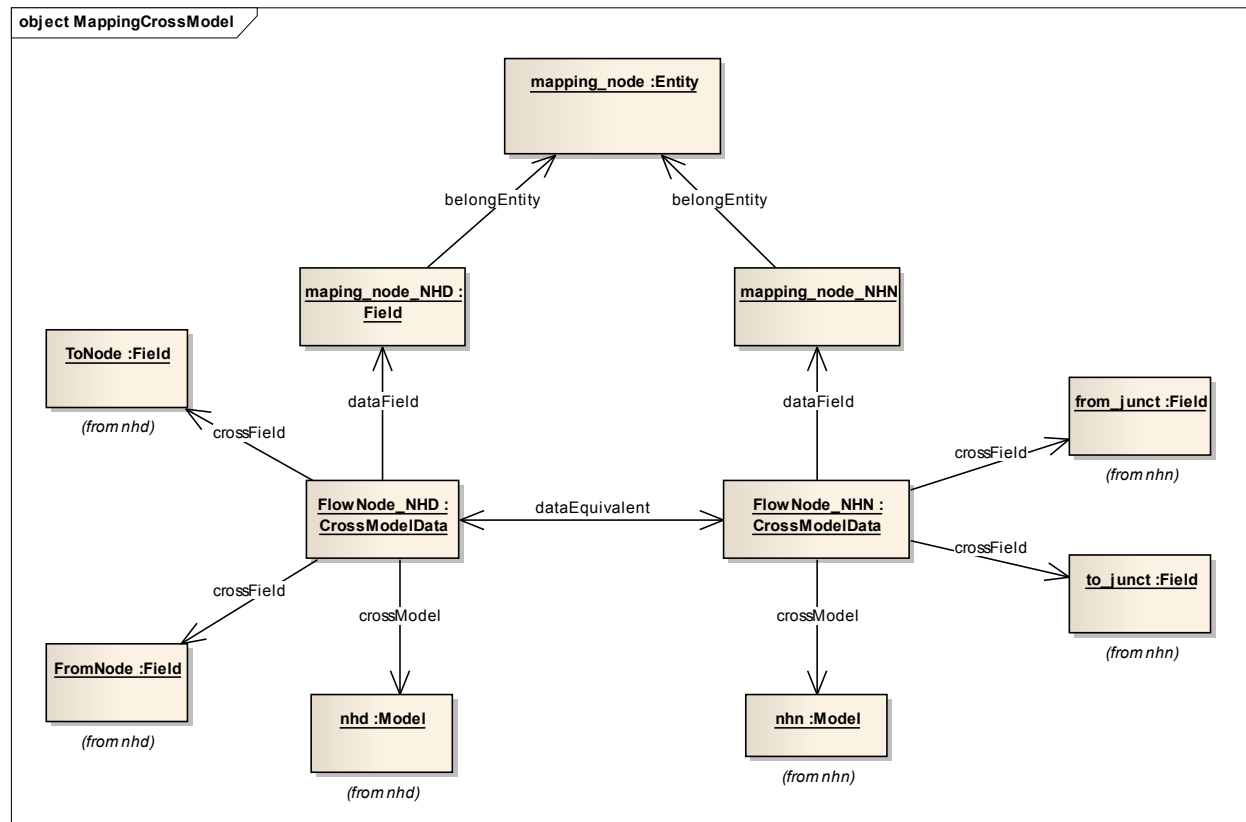 object MappingCrossModel
mapping_node :Entity
belongEntity
belongEntity
maping_node_NHD :
Field
mapping_node_NHN
ToNode :Field
(from nhd)
dataField
dataField
from_junct :Field
(from nhn)
crossField
crossField
FlowNode_NHD :
CrossModelData
dataEquivalent
FlowNode_NHN :
CrossModelData
crossField
crossField
to_junct :Field
(from nhn)
crossModel
crossModel
FromNode :Field
(from nhd)
nhd :Model
(from nhd)
nhn :Model
(from nhn)